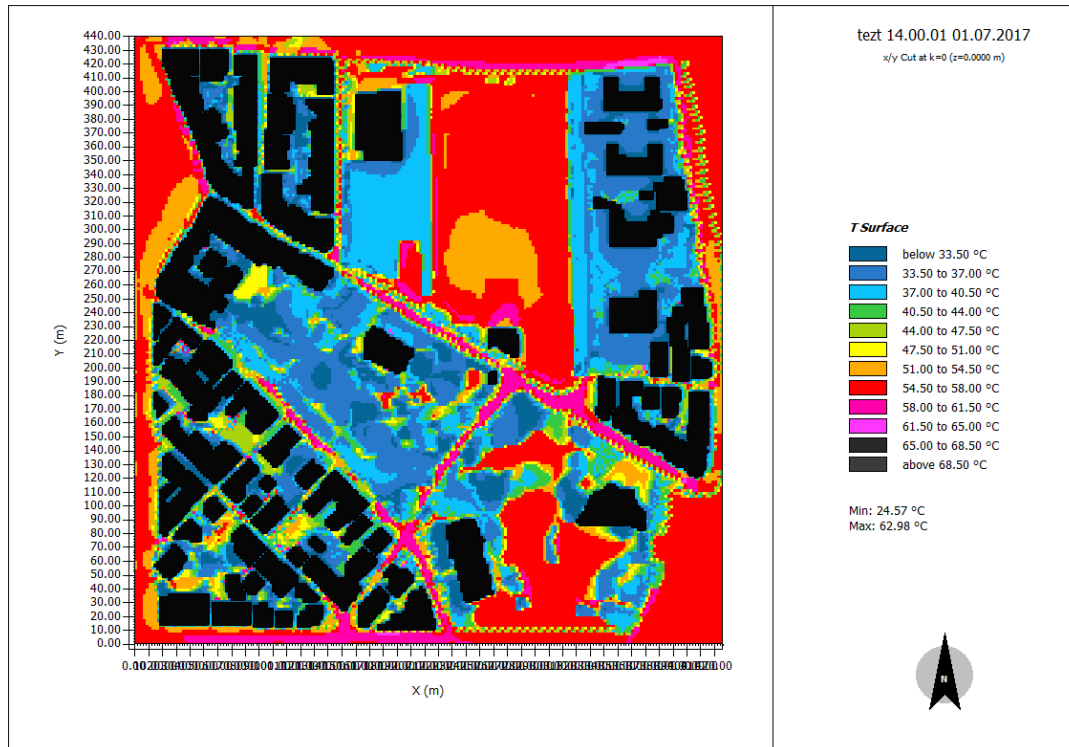 tezt 14.00.01 01.07.2017
x/y Cut at k=0 (z=0.0000 m)
440.00
430.00
420.00
410.00
400.00
390.00
380.00
370.00
360.00
350.00
340.00
330.00
320.00
310.00
300.00
290.00
280.00
270.00
260.00
250.00
240.00
230.00
220.00
210.00
200.00
190.00
180.00
170.00
160.00
150.00
140.00
130.00
120.00
110.00
100.00
90.00
80.00
70.00
60.00
50.00
40.00
30.00
20.00
10.00
0.00
Y (m)
X (m)
T Surface
below 33.50 °C
33.50 to 37.00 °C
37.00 to 40.50 °C
40.50 to 44.00 °C
44.00 to 47.50 °C
47.50 to 51.00 °C
51.00 to 54.50 °C
54.50 to 58.00 °C
58.00 to 61.50 °C
61.50 to 65.00 °C
65.00 to 68.50 °C
above 68.50 °C
Min: 24.57 °C
Max: 62.98 °C
N